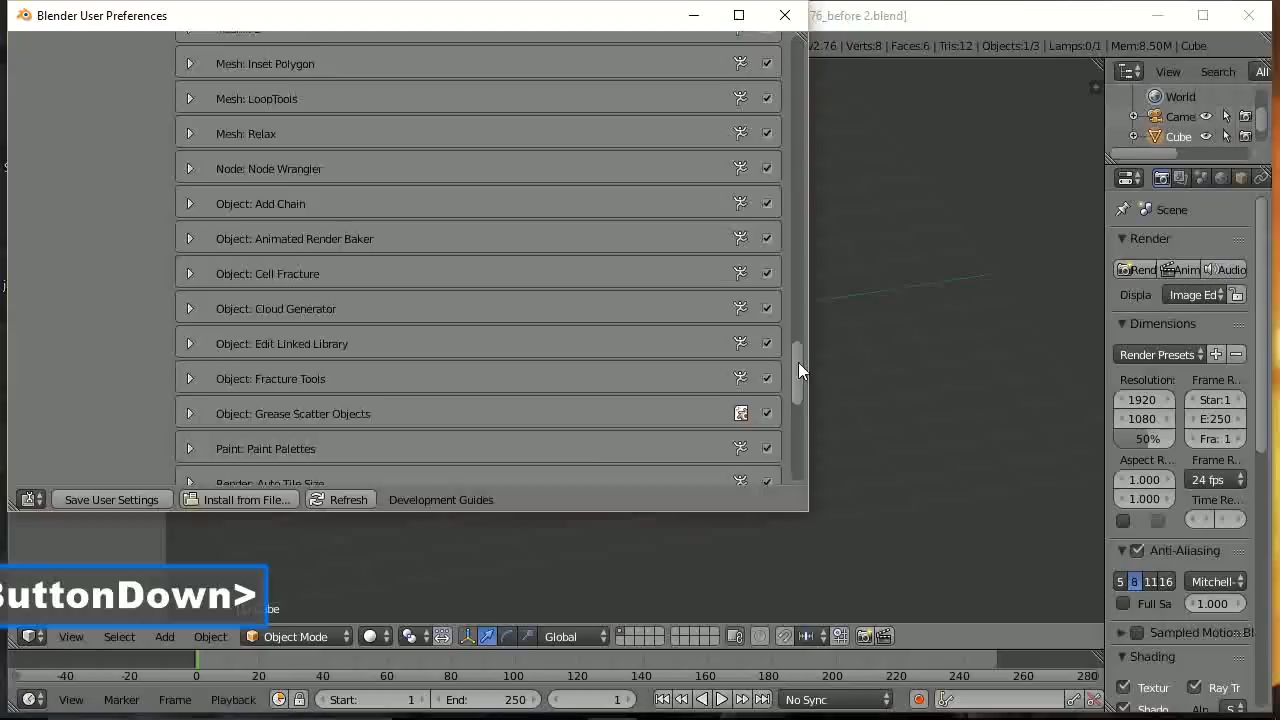 Blender User Preferences
76_before 2.blend]
v2.76 | Verts:8 | Faces:6 | Tris:12 | Objects:1/3 | Lamps:0/1 | Mem:8.50M | Cube
Mesh: Inset Polygon
Mesh: LoopTools
Mesh: Relax
Node: Node Wrangler
Object: Add Chain
Object: Animated Render Baker
Object: Cell Fracture
Object: Cloud Generator
Object: Edit Linked Library
Object: Fracture Tools
Object: Grease Scatter Objects
Paint: Paint Palettes
Render: Auto Tile Size
Save User Settings Install from File... Refresh Development Guides
ButtonDown>
View Search All
World
Came
Cube
Scene
Render
Rend Anim Audio
Displa Image Ed
Dimensions
Render Presets
Resolution: Frame R...
1920 Star:1
1080 E:250
50% Fra: 1
Aspect R... Frame R...
1.000 24 fps
1.000 Time Re...
Anti-Aliasing
5 8 11 16 Mitchell-
Full Sa 1.000
Sampled Motion Bl
Shading
Textur Ray Tr
Shado Alp S
View Select Add Object Object Mode Global
-40 -20 0 20 40 60 80 100 120 140 160 180 200 220 240 260 280
View Marker Frame Playback Start: 1 End: 250 1 No Sync